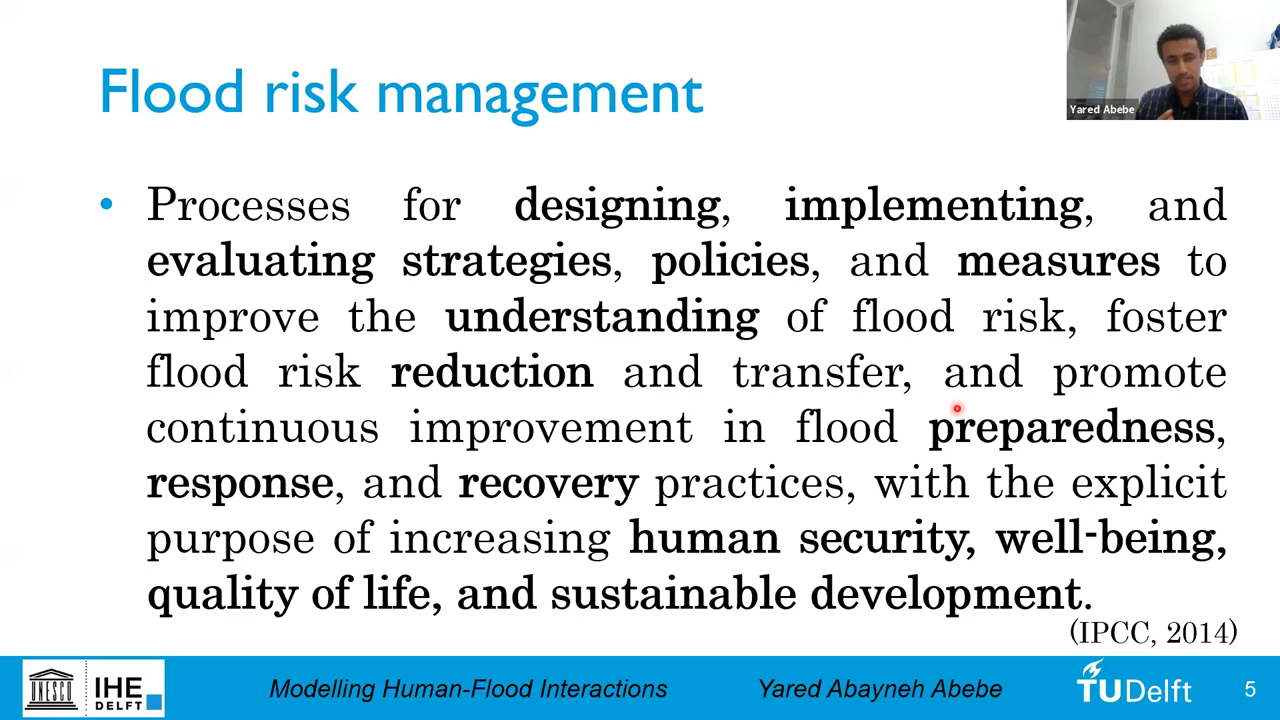 Flood risk management
Yared Abebe
• Processes for designing, implementing, and
evaluating strategies, policies, and measures to
improve the understanding of flood risk, foster
flood risk reduction and transfer, and promote
continuous improvement in flood preparedness,
response, and recovery practices, with the explicit
purpose of increasing human security, well-being,
quality of life, and sustainable development.
(IPCC, 2014)
UNESCO
IHE
DELFT
Modelling Human-Flood Interactions
Yared Abayneh Abebe
TUDelft
5